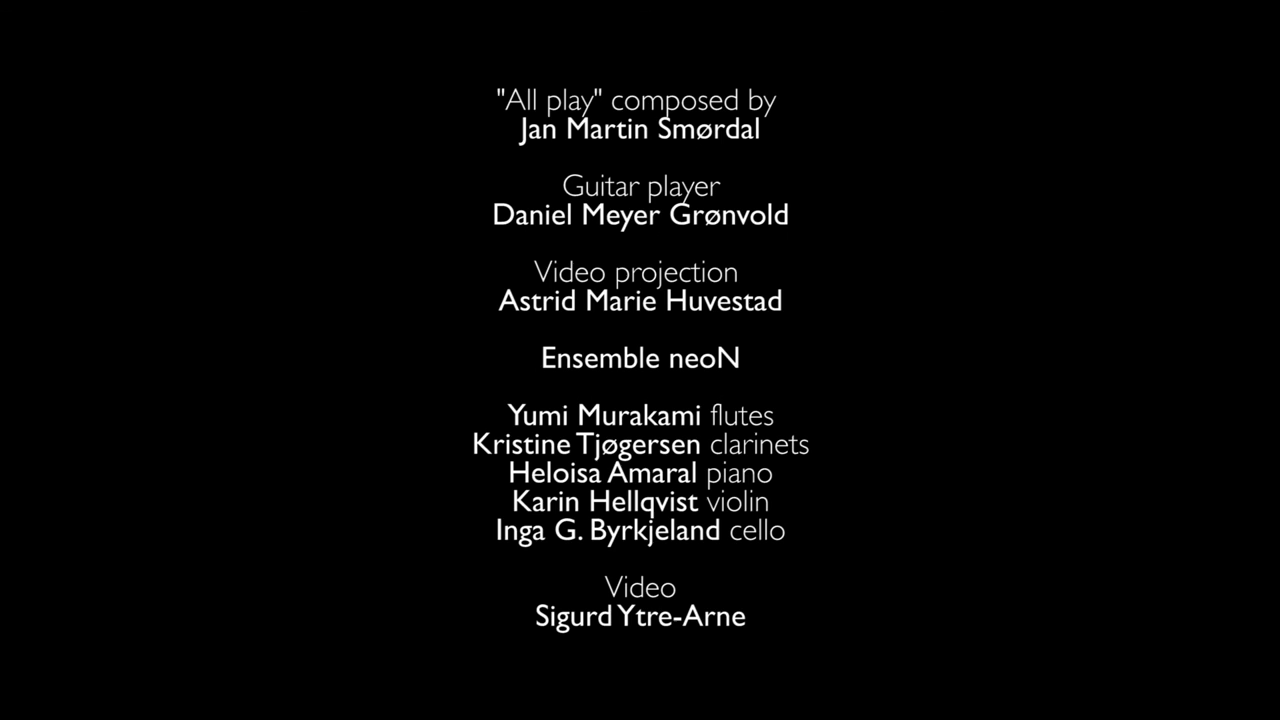 "All play" composed by
Jan Martin Smørdal
Guitar player
Daniel Meyer Grønvold
Video projection
Astrid Marie Huvestad
Ensemble neoN
Yumi Murakami flutes
Kristine Tjøgersen clarinets
Heloisa Amaral piano
Karin Hellqvist violin
Inga G. Byrkjeland cello
Video
Sigurd Ytre-Arne